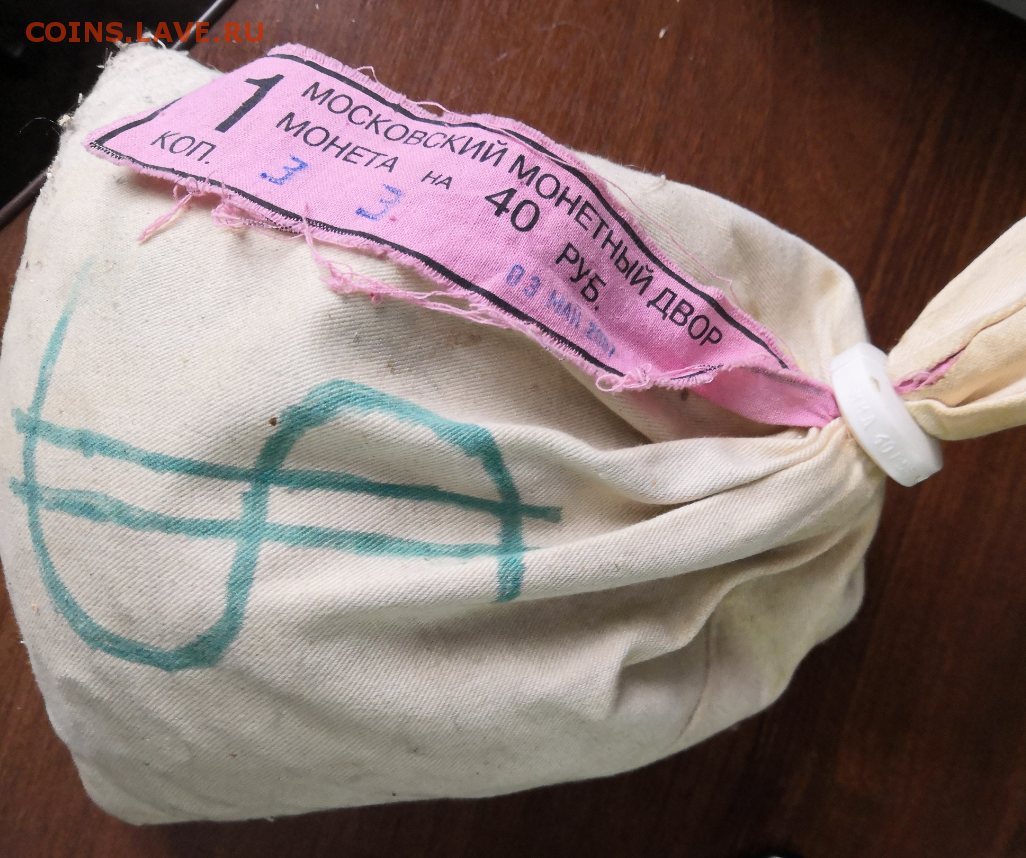 COINS.LAVE.RU
МОСКОВСКИЙ МОНЕТНЫЙ ДВОР
1 МОНЕТА НА 40 РУБ.
КОП.
3 3
03 МАЙ
$